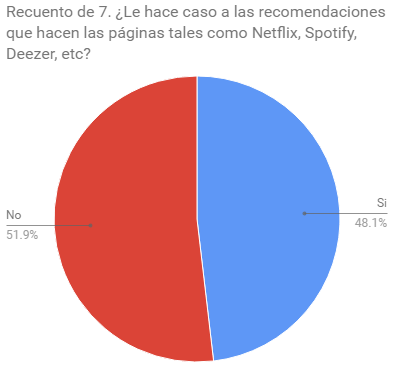 Recuento de 7. ¿Le hace caso a las recomendaciones
que hacen las páginas tales como Netflix, Spotify,
Deezer, etc?
No
51.9%
Si
48.1%